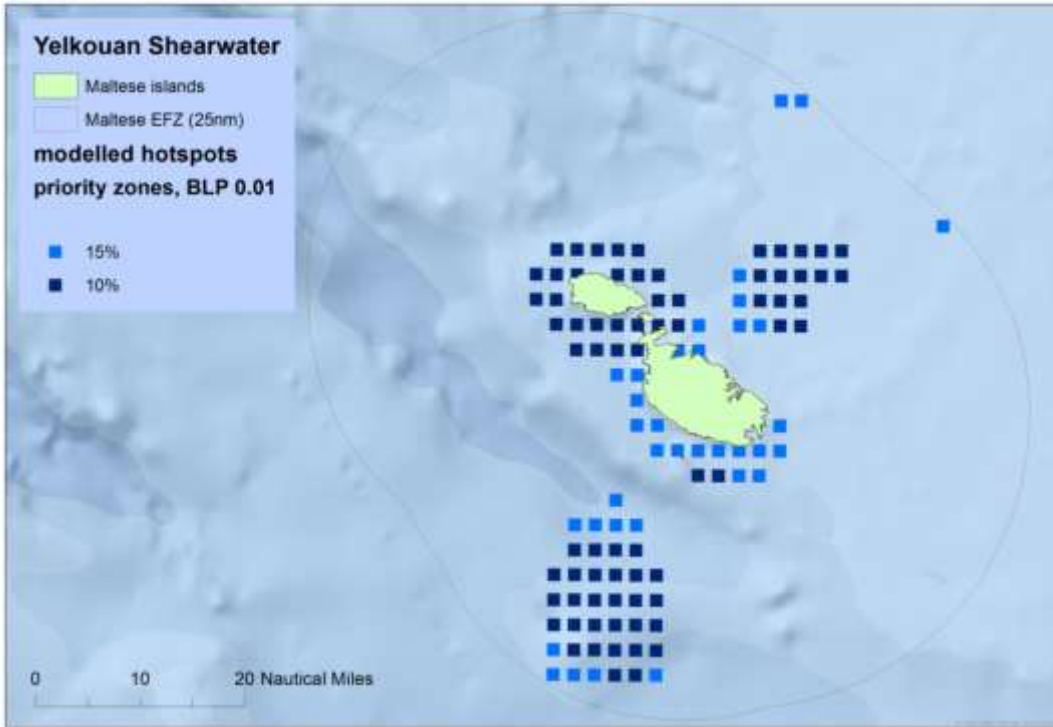 Yelkouan Shearwater
Maltese islands
Maltese EFZ (25nm)
modelled hotspots
priority zones, BLP 0.01
15%
10%
0 10 20 Nautical Miles